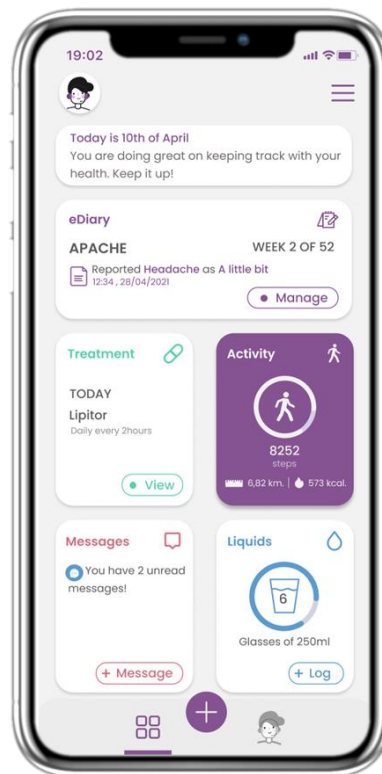 19:02
Today is 10th of April
You are doing great on keeping track with your
health. Keep it up!
eDiary
APACHE
WEEK 2 OF 52
Reported Headache as A little bit
12:34 , 28/04/2021
Manage
Treatment
TODAY
Lipitor
Daily every 2hours
View
Activity
8252
steps
6,82 km. | 573 kcal.
Messages
You have 2 unread
messages!
+ Message
Liquids
6
Glasses of 250ml
+ Log